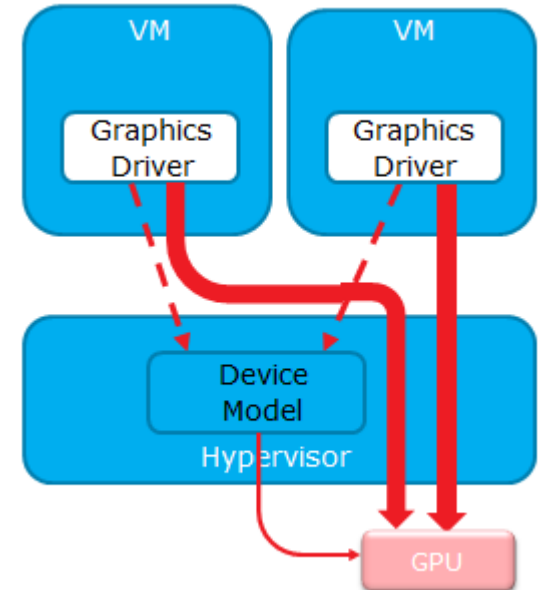 VM
VM
Graphics
Driver
Graphics
Driver
Device
Model
Hypervisor
GPU